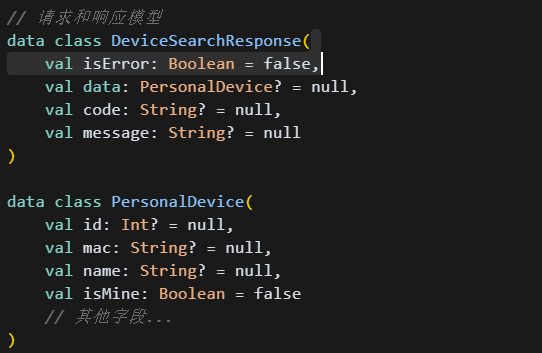 // 请求和响应模型
data class DeviceSearchResponse(
    val isError: Boolean = false,
    val data: PersonalDevice? = null,
    val code: String? = null,
    val message: String? = null
)

data class PersonalDevice(
    val id: Int? = null,
    val mac: String? = null,
    val name: String? = null,
    val isMine: Boolean = false
    // 其他字段...
)